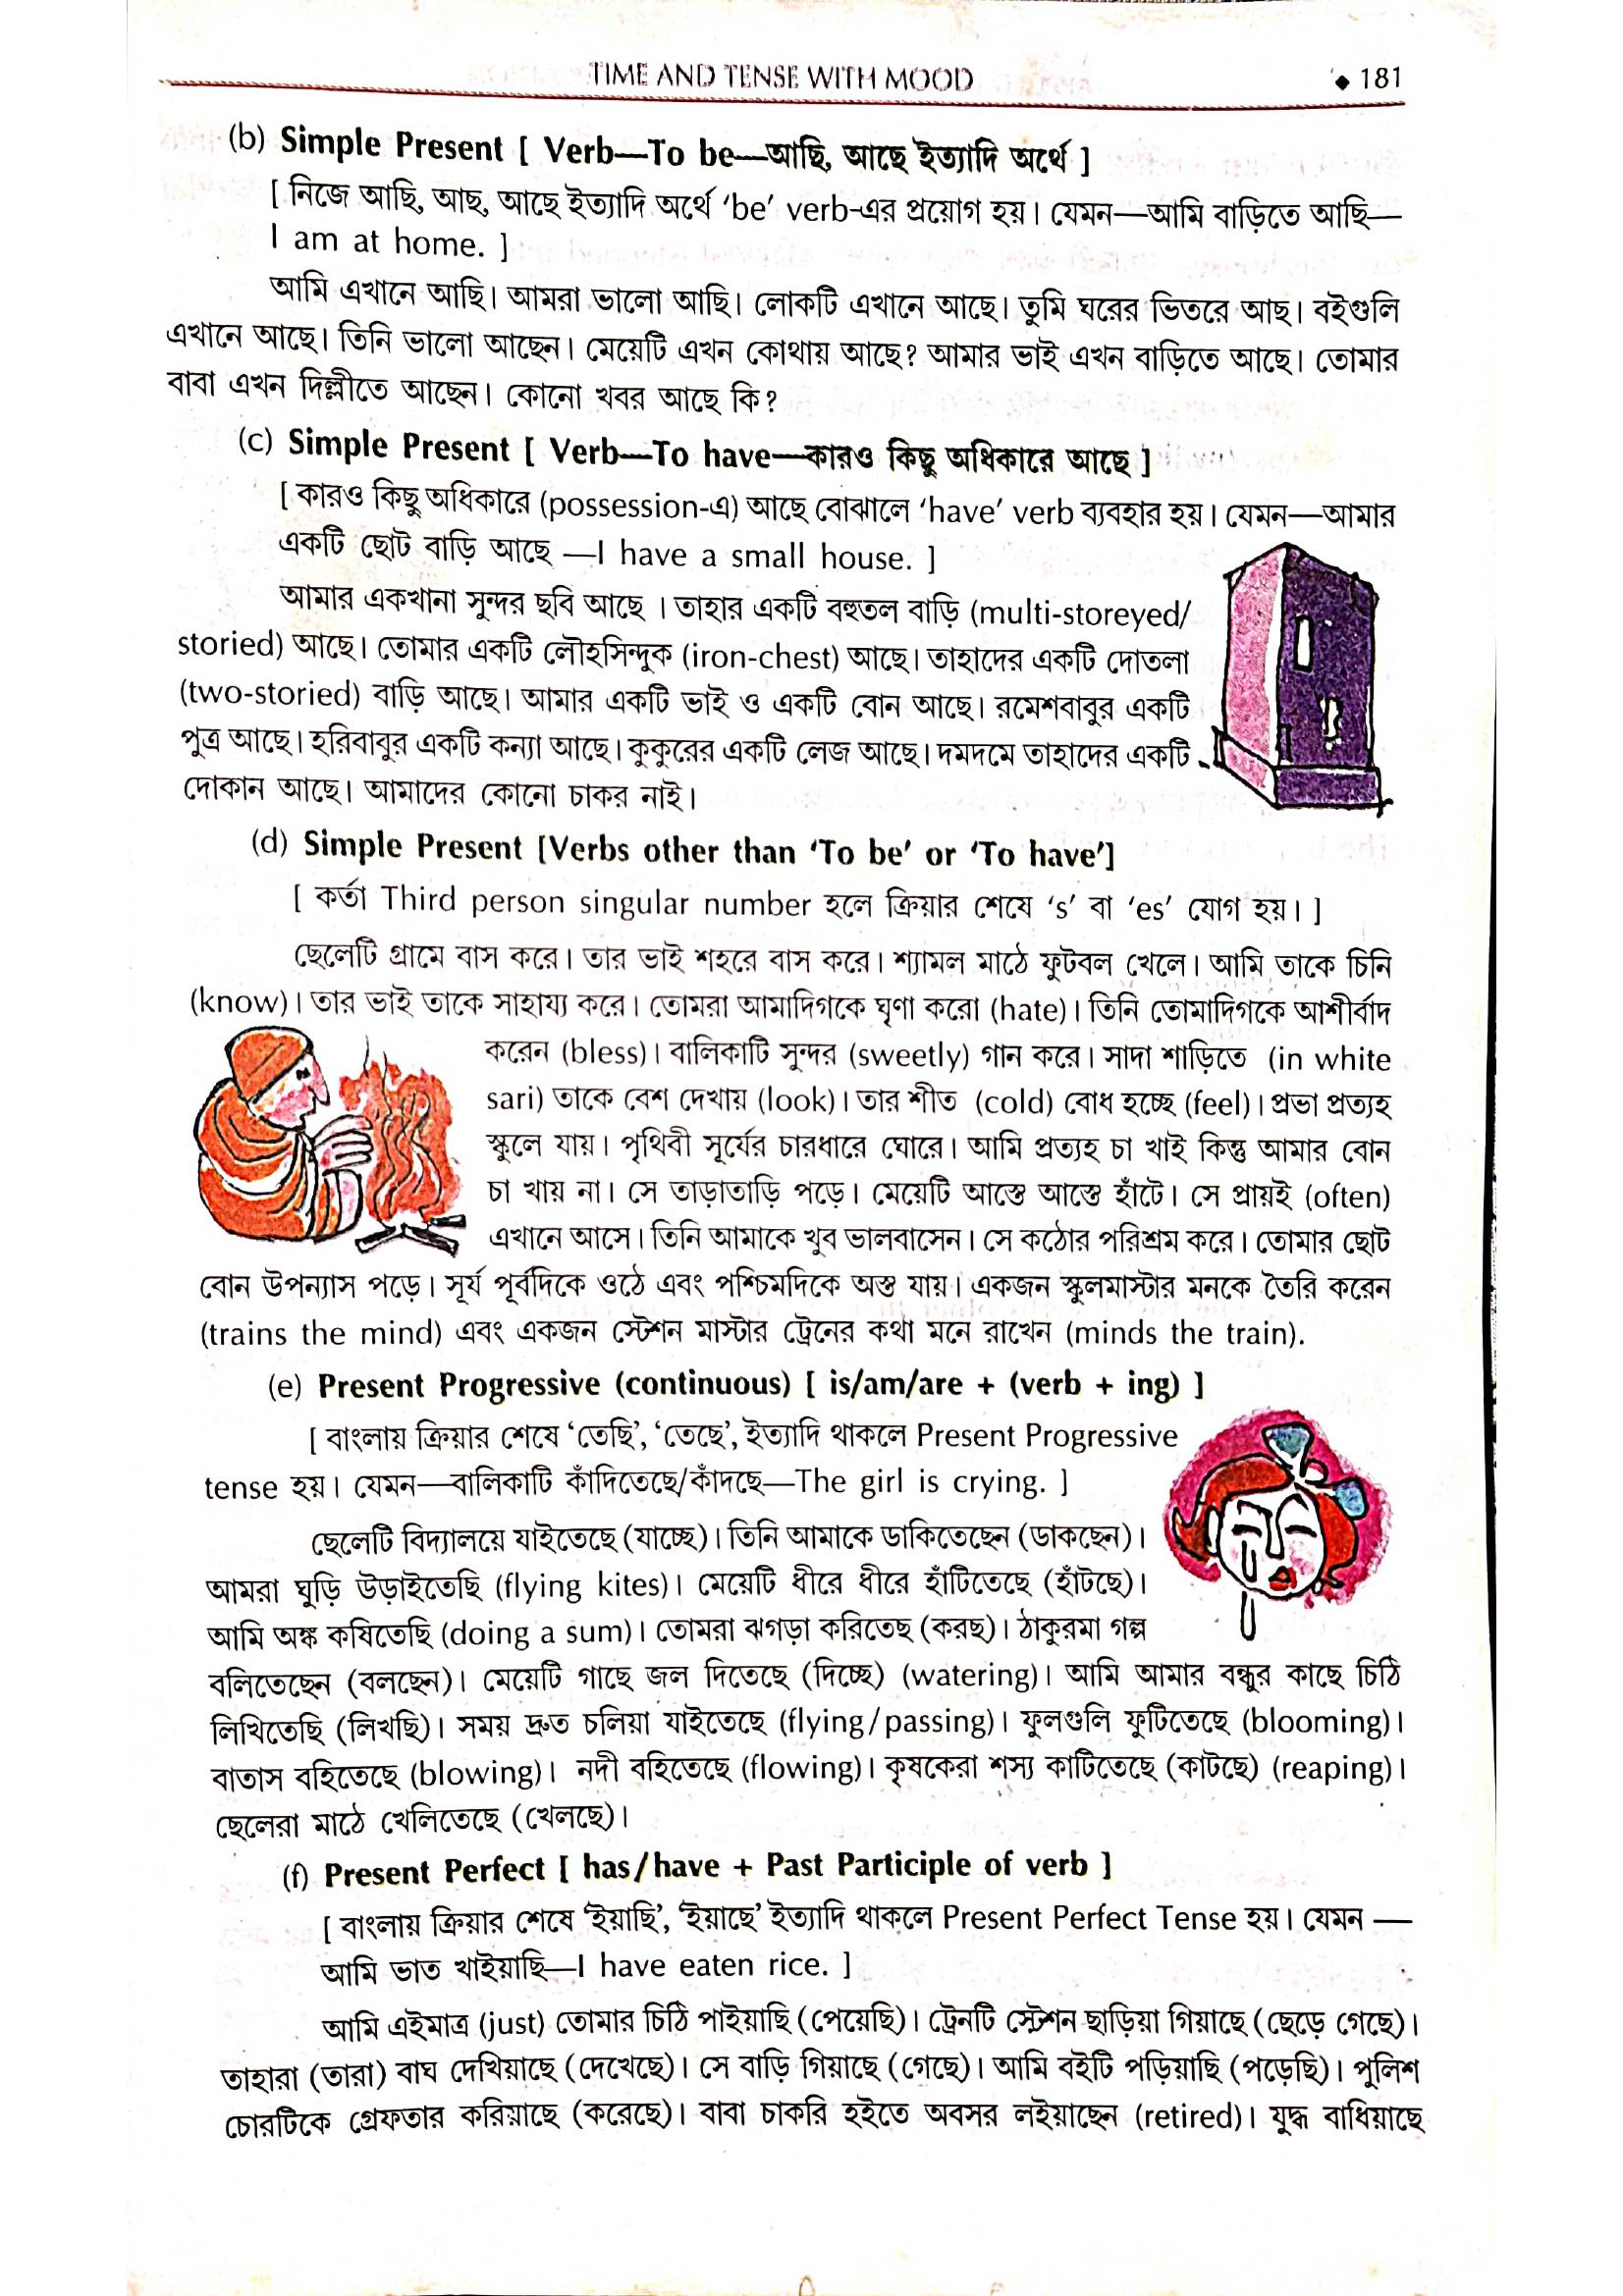 TIME AND TENSE WITH MOOD ◆ 181
(b) Simple Present [ Verb—To be—আছি, আছে ইত্যাদি অর্থে ]
[ নিজে আছি, আছ, আছে ইত্যাদি অর্থে ‘be’ verb-এর প্রয়োগ হয়। যেমন—আমি বাড়িতে আছি—
I am at home. ]
আমি এখানে আছি। আমরা ভালো আছি। লোকটি এখানে আছে। তুমি ঘরের ভিতরে আছ। বইগুলি
এখানে আছে। তিনি ভালো আছেন। মেয়েটি এখন কোথায় আছে? আমার ভাই এখন বাড়িতে আছে। তোমার
বাবা এখন দিল্লীতে আছেন। কোনো খবর আছে কি?
(c) Simple Present [ Verb—To have—কারও কিছু অধিকারে আছে ]
[ কারও কিছু অধিকারে (possession-এ) আছে বোঝালে ‘have’ verb ব্যবহার হয়। যেমন—আমার
একটি ছোট বাড়ি আছে —I have a small house. ]
আমার একখানা সুন্দর ছবি আছে । তাহার একটি বহুতল বাড়ি (multi-storeyed/
storied) আছে। তোমার একটি লৌহসিন্দুক (iron-chest) আছে। তাহাদের একটি দোতলা
(two-storied) বাড়ি আছে। আমার একটি ভাই ও একটি বোন আছে। রমেশবাবুর একটি
পুত্র আছে। হরিবাবুর একটি কন্যা আছে। কুকুরের একটি লেজ আছে। দমদমে তাহাদের একটি
দোকান আছে। আমাদের কোনো চাকর নাই।
(d) Simple Present [Verbs other than ‘To be’ or ‘To have’]
[ কর্তা Third person singular number হলে ক্রিয়ার শেষে ‘s’ বা ‘es’ যোগ হয়। ]
ছেলেটি গ্রামে বাস করে। তার ভাই শহরে বাস করে। শ্যামল মাঠে ফুটবল খেলে। আমি তাকে চিনি
(know)। তার ভাই তাকে সাহায্য করে। তোমরা আমাদিগকে ঘৃণা করো (hate)। তিনি তোমাদিগকে আশীর্বাদ
করেন (bless)। বালিকাটি সুন্দর (sweetly) গান করে। সাদা শাড়িতে (in white
sari) তাকে বেশ দেখায় (look)। তার শীত (cold) বোধ হচ্ছে (feel)। প্রভা প্রত্যহ
স্কুলে যায়। পৃথিবী সূর্যের চারধারে ঘোরে। আমি প্রত্যহ চা খাই কিন্তু আমার বোন
চা খায় না। সে তাড়াতাড়ি পড়ে। মেয়েটি আস্তে আস্তে হাঁটে। সে প্রায়ই (often)
এখানে আসে। তিনি আমাকে খুব ভালবাসেন। সে কঠোর পরিশ্রম করে। তোমার ছোট
বোন উপন্যাস পড়ে। সূর্য পূর্বদিকে ওঠে এবং পশ্চিমদিকে অস্ত যায়। একজন স্কুলমাস্টার মনকে তৈরি করেন
(trains the mind) এবং একজন স্টেশন মাস্টার ট্রেনের কথা মনে রাখেন (minds the train).
(e) Present Progressive (continuous) [ is/am/are + (verb + ing) ]
[ বাংলায় ক্রিয়ার শেষে ‘তেছি’, ‘তেছে’, ইত্যাদি থাকলে Present Progressive
tense হয়। যেমন—বালিকাটি কাঁদিতেছে/কাঁদছে—The girl is crying. ]
ছেলেটি বিদ্যালয়ে যাইতেছে (যাচ্ছে)। তিনি আমাকে ডাকিতেছেন (ডাকছেন)।
আমরা ঘুড়ি উড়াইতেছি (flying kites)। মেয়েটি ধীরে ধীরে হাঁটিতেছে (হাঁটছে)।
আমি অঙ্ক কষিতেছি (doing a sum)। তোমরা ঝগড়া করিতেছ (করছ)। ঠাকুরমা গল্প
বলিতেছেন (বলছেন)। মেয়েটি গাছে জল দিতেছে (দিচ্ছে) (watering)। আমি আমার বন্ধুর কাছে চিঠি
লিখিতেছি (লিখছি)। সময় দ্রুত চলিয়া যাইতেছে (flying/passing)। ফুলগুলি ফুটিতেছে (blooming)।
বাতাস বহিতেছে (blowing)। নদী বহিতেছে (flowing)। কৃষকেরা শস্য কাটিতেছে (কাটছে) (reaping)।
ছেলেরা মাঠে খেলিতেছে (খেলছে)।
(f) Present Perfect [ has/have + Past Participle of verb ]
[ বাংলায় ক্রিয়ার শেষে ‘ইয়াছি’, ‘ইয়াছে’ ইত্যাদি থাকলে Present Perfect Tense হয়। যেমন —
আমি ভাত খাইয়াছি—I have eaten rice. ]
আমি এইমাত্র (just) তোমার চিঠি পাইয়াছি (পেয়েছি)। ট্রেনটি স্টেশন ছাড়িয়া গিয়াছে (ছেড়ে গেছে)।
তাহারা (তারা) বাঘ দেখিয়াছে (দেখেছে)। সে বাড়ি গিয়াছে (গেছে)। আমি বইটি পড়িয়াছি (পড়েছি)। পুলিশ
চোরটিকে গ্রেফতার করিয়াছে (করেছে)। বাবা চাকরি হইতে অবসর লইয়াছেন (retired)। যুদ্ধ বাধিয়াছে